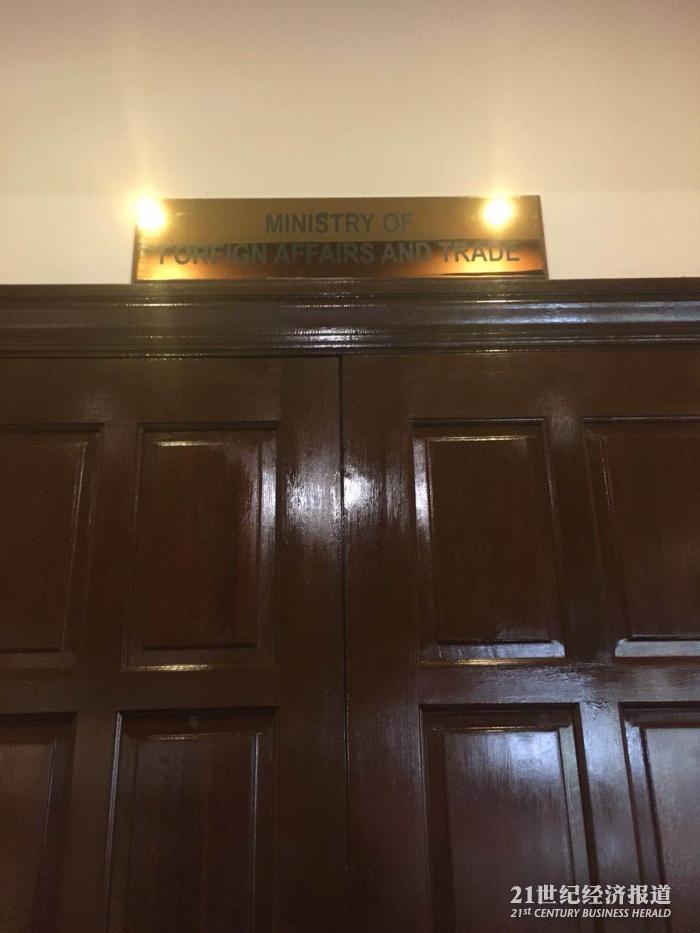 MINISTRY OF
FOREIGN AFFAIRS AND TRADE
21世纪经济报道
21ST CENTURY BUSINESS HERALD